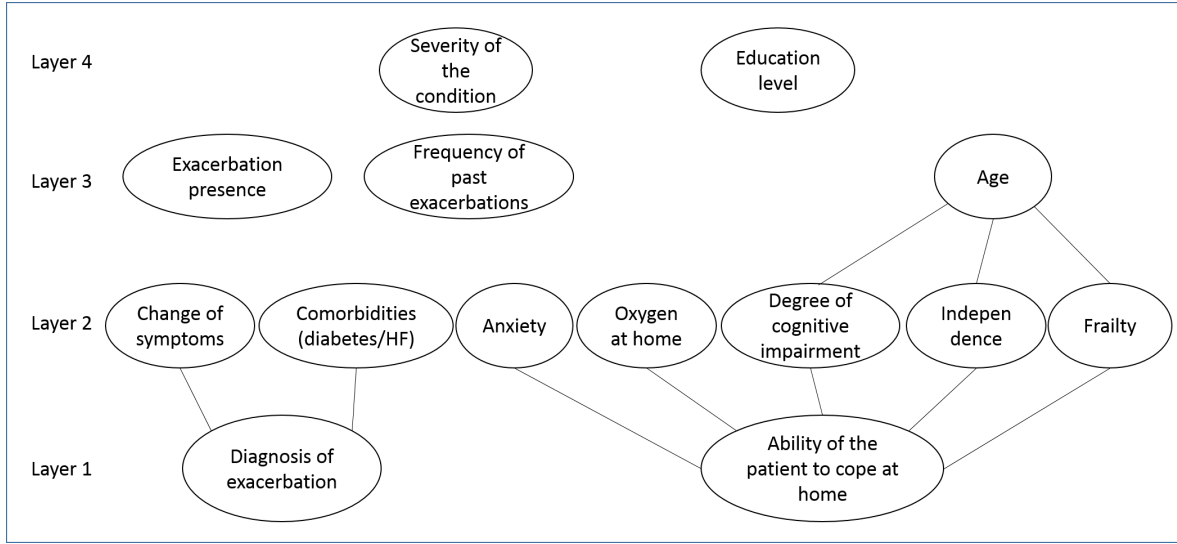 Layer 4
Severity of
the
condition
Education
level
Layer 3
Exacerbation
presence
Frequency of
past
exacerbations
Age
Layer 2
Change of
symptoms
Comorbidities
(diabetes/HF)
Anxiety
Oxygen
at home
Degree of
cognitive
impairment
Indepen
dence
Frailty
Layer 1
Diagnosis of
exacerbation
Ability of the
patient to cope at
home